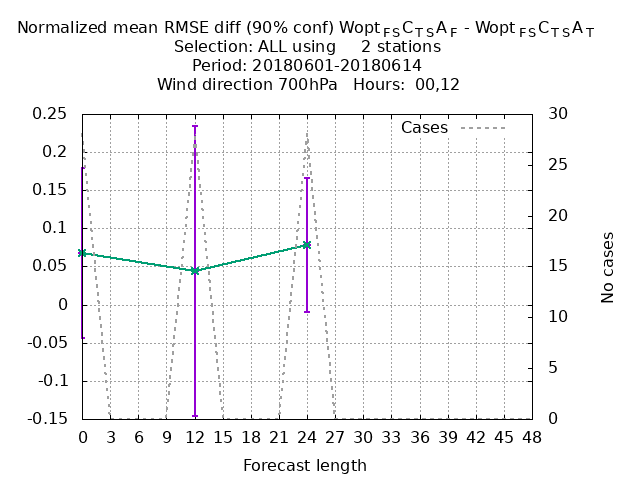 Normalized mean RMSE diff (90% conf) Wopt FS C T S A F - Wopt FS C T S A T
Selection: ALL using     2 stations
Period: 20180601-20180614
Wind direction 700hPa   Hours:  00,12
Cases
0.25
0.2
0.15
0.1
0.05
0
-0.05
-0.1
-0.15
30
25
20
15
10
5
0
No cases
0 3 6 9 12 15 18 21 24 27 30 33 36 39 42 45 48
Forecast length